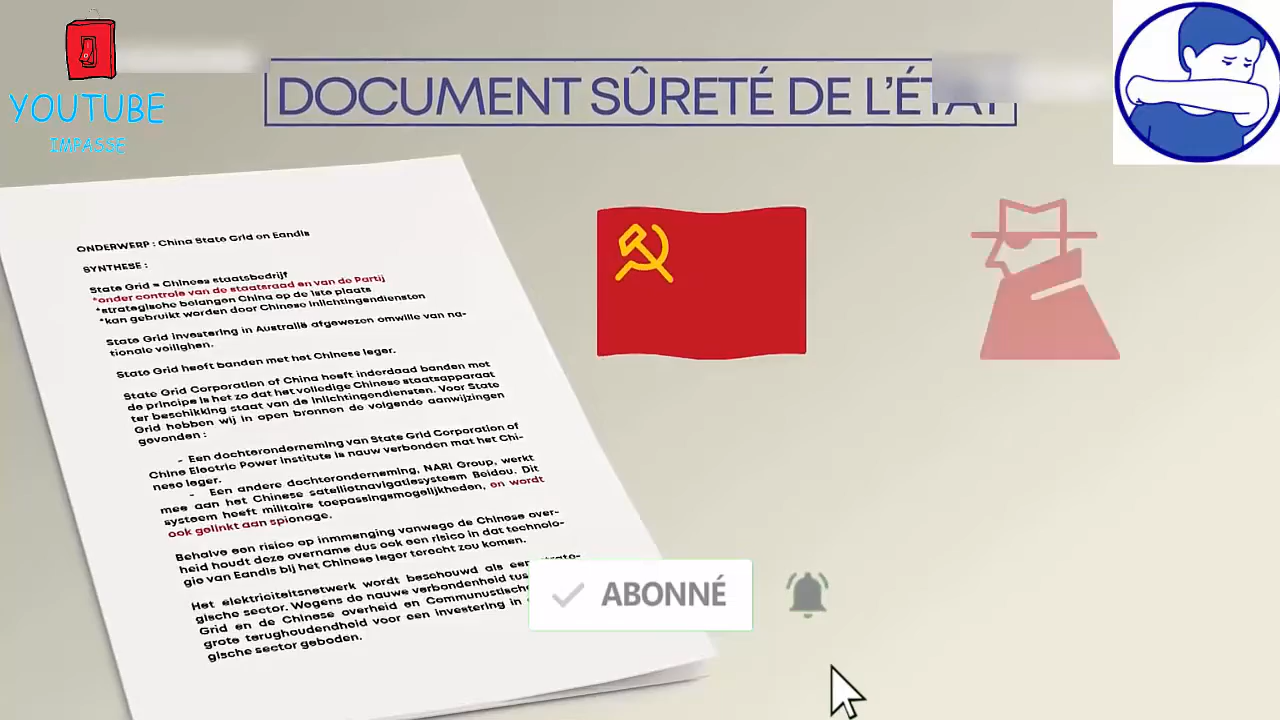 YOUTUBE
IMPASSE
DOCUMENT SÛRETÉ DE L'ÉTAT
ONDERWERP : China State Grid en Eandis
SYNTHESE :
State Grid = Chinees staatsbedrijf
*onder controle van de staatsraad en van de Partij
*strategische belangen China op de 1ste plaats
*kan gebruikt worden door Chinese inlichtingendiensten
State Grid investering in Australië afgewezen omwille van na-
tionale veiligheid.
State Grid heeft banden met het Chinese leger.
State Grid Corporation of China heeft inderdaad banden met
de principe is het zo dat het volledige Chinese staatsapparaat
ter beschikking staat van de inlichtingendiensten. Voor State
Grid hebben wij in open bronnen de volgende aanwijzingen
gevonden :
- Een dochteronderneming van State Grid Corporation of
Chine Electric Power Institute is nauw verbonden mat het Chi-
nese leger.
- Een andere dochteronderneming, NARI Group, werkt
mee aan het Chinese satellietnavigatiesysteem Beidou. Dit
systeem heeft militaire toepassingsmogelijkheden, en wordt
ook gelinkt aan spionage.
Behalve een risico op inmmenging vanwege de Chinese over-
heid houdt deze overname dus ook een risico in dat technolo-
gie van Eandis bij het Chinese leger terecht zou komen.
Het elektriciteitsnetwerk wordt beschouwd als een strate-
gische sector. Wegens de nauwe verbondenheid
Grid en de Chinese overheid en Communustische
grote terughoudendheid voor een investering in
gische sector geboden.
ABONNÉ